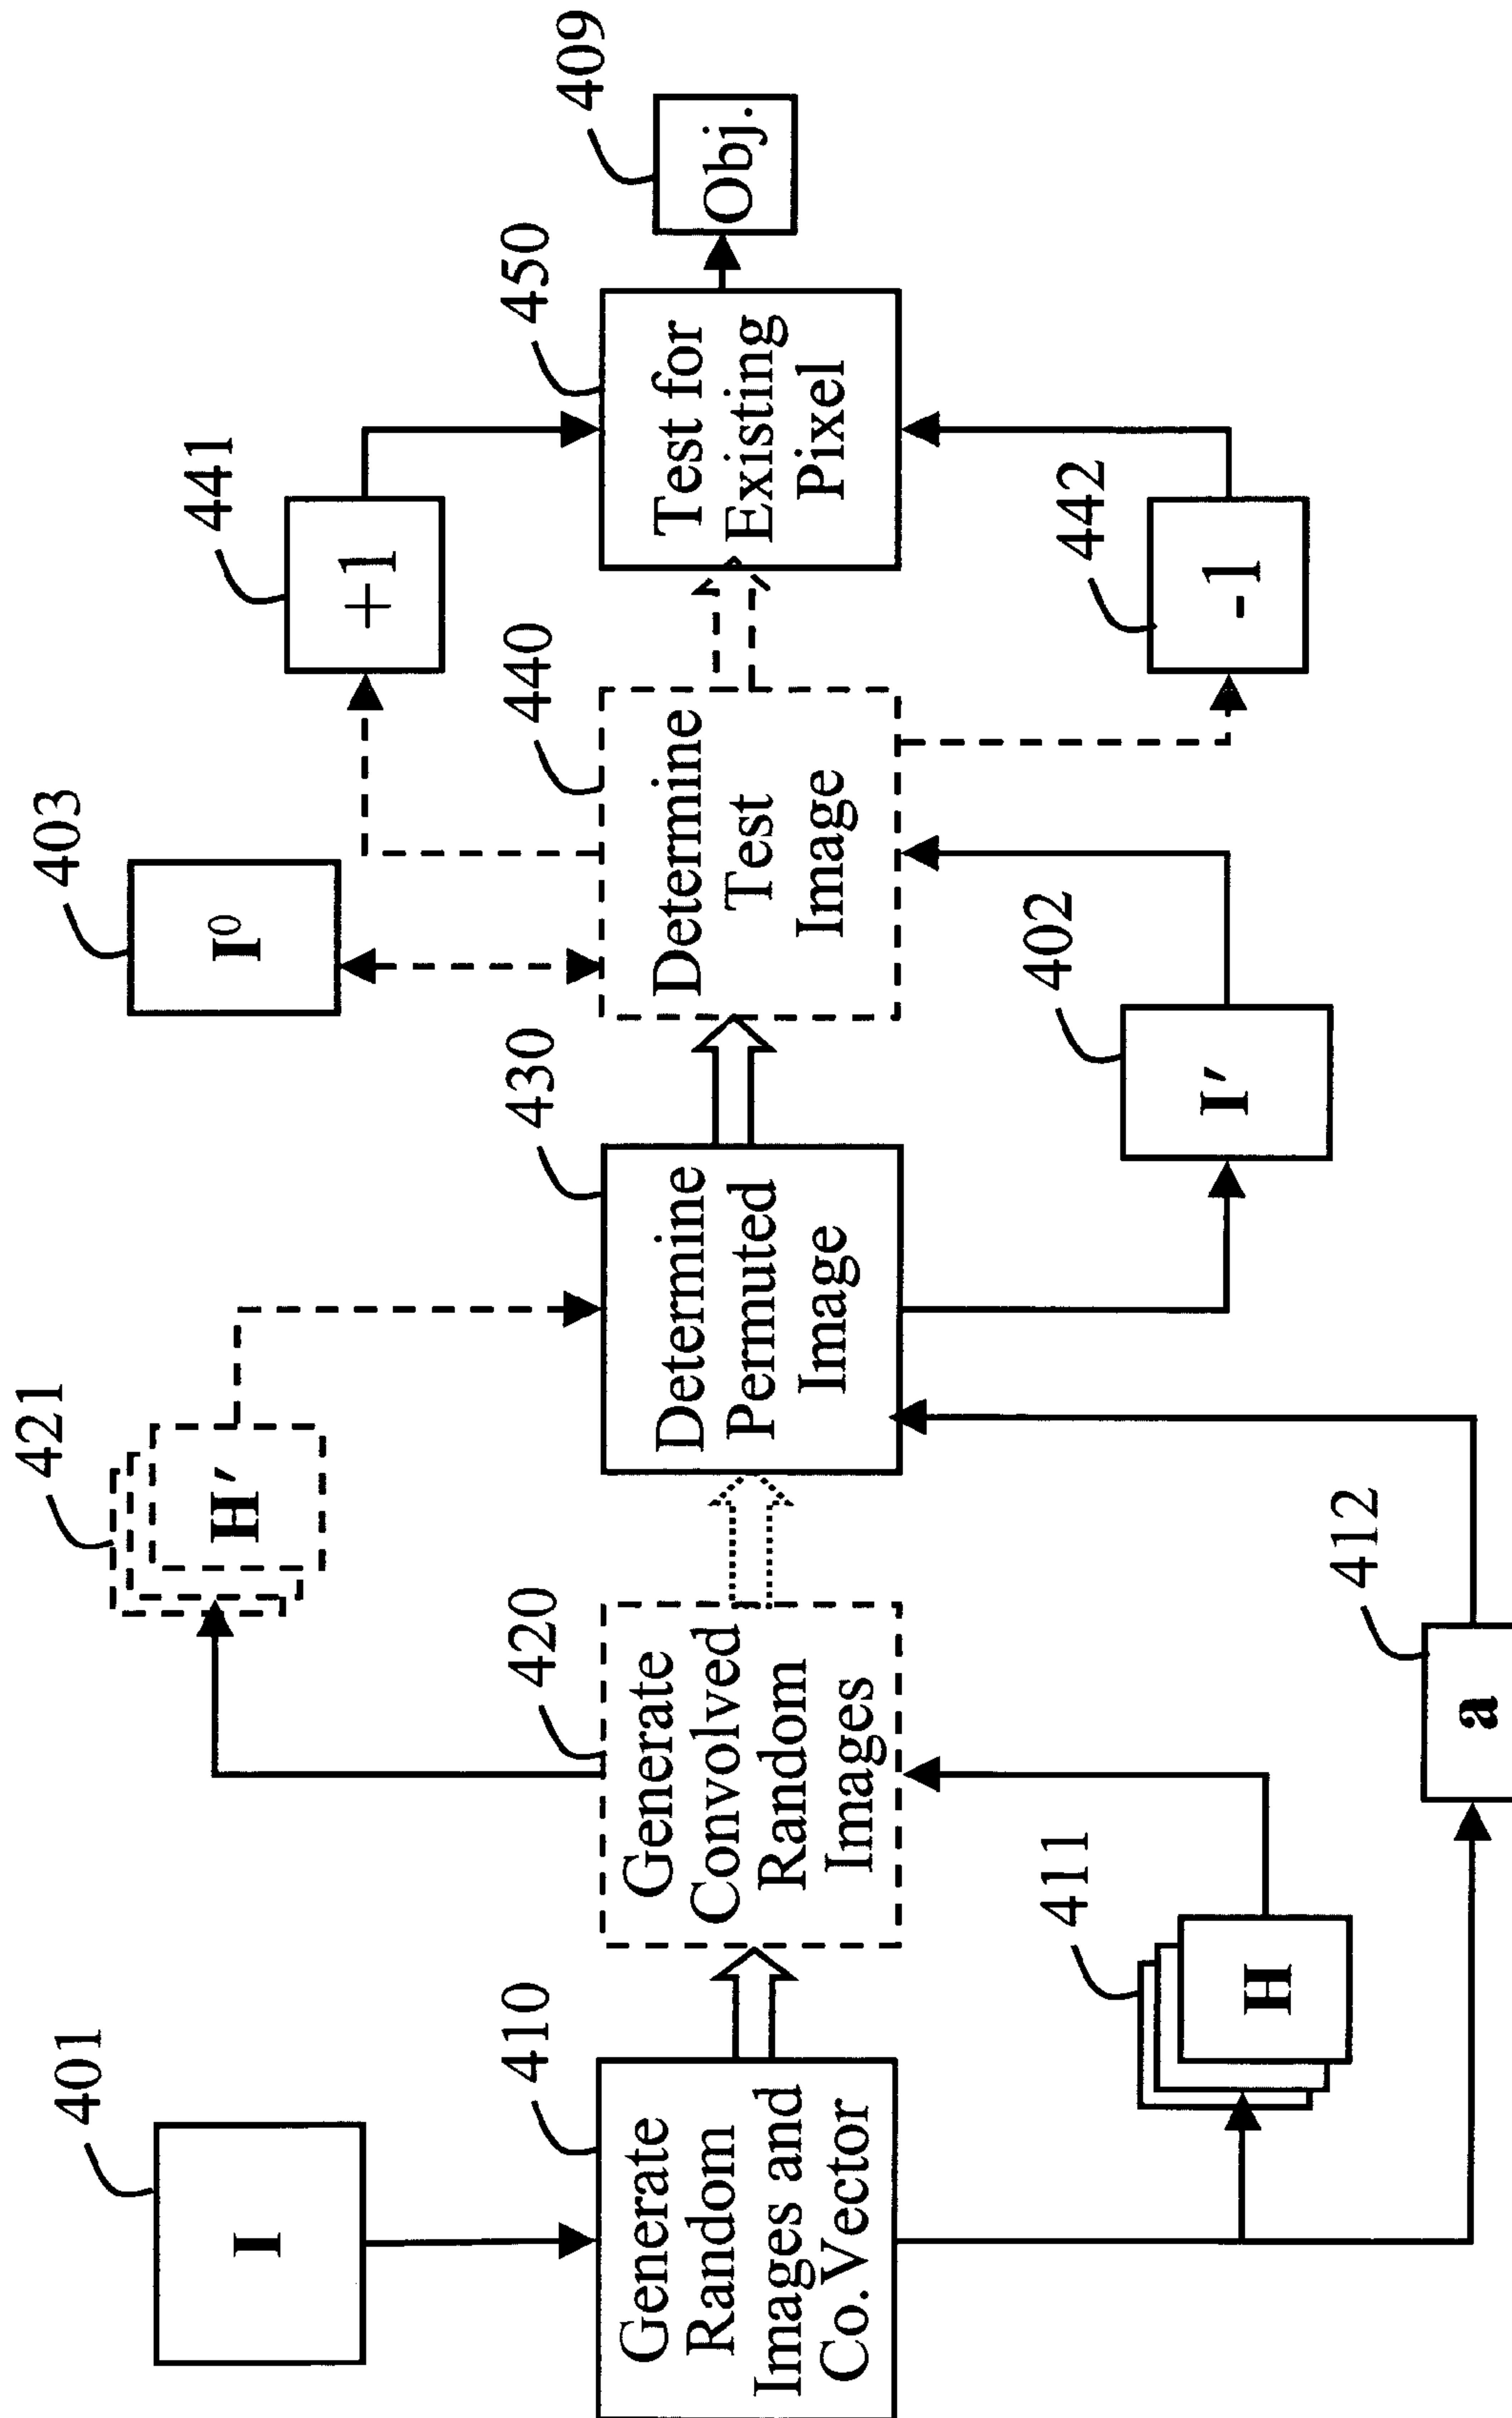 401
I
410
Generate
Random
Images and
Co. Vector
411
H
412
a
420
Generate
Convolved
Random
Images
421
H'
430
Determine
Permuted
Image
402
I'
403
I⁰
440
Determine
Test
Image
441
+1
442
-1
450
Test for
Existing
Pixel
409
Obj.